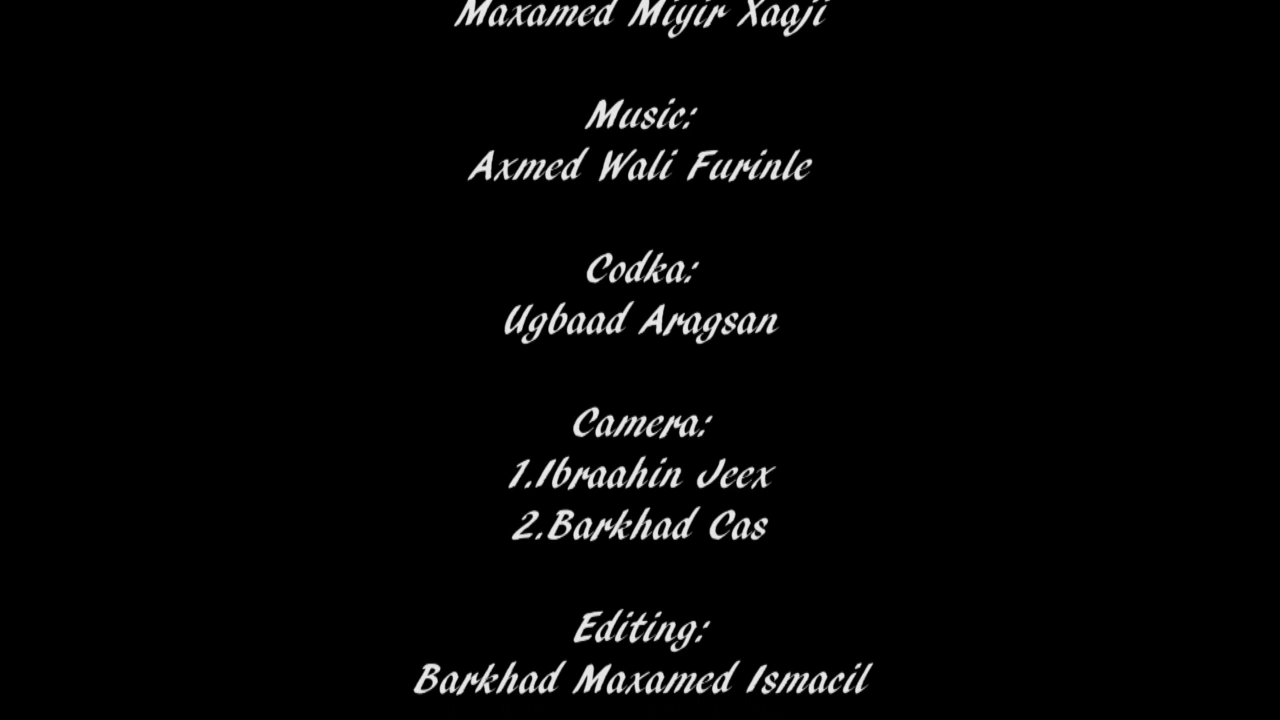 Maxamed Miyir Xaaji
Music:
Axmed Wali Furinle
Codka:
Ugbaad Aragsan
Camera:
1.Ibraahin Jeex
2.Barkhad Cas
Editing:
Barkhad Maxamed Ismacil